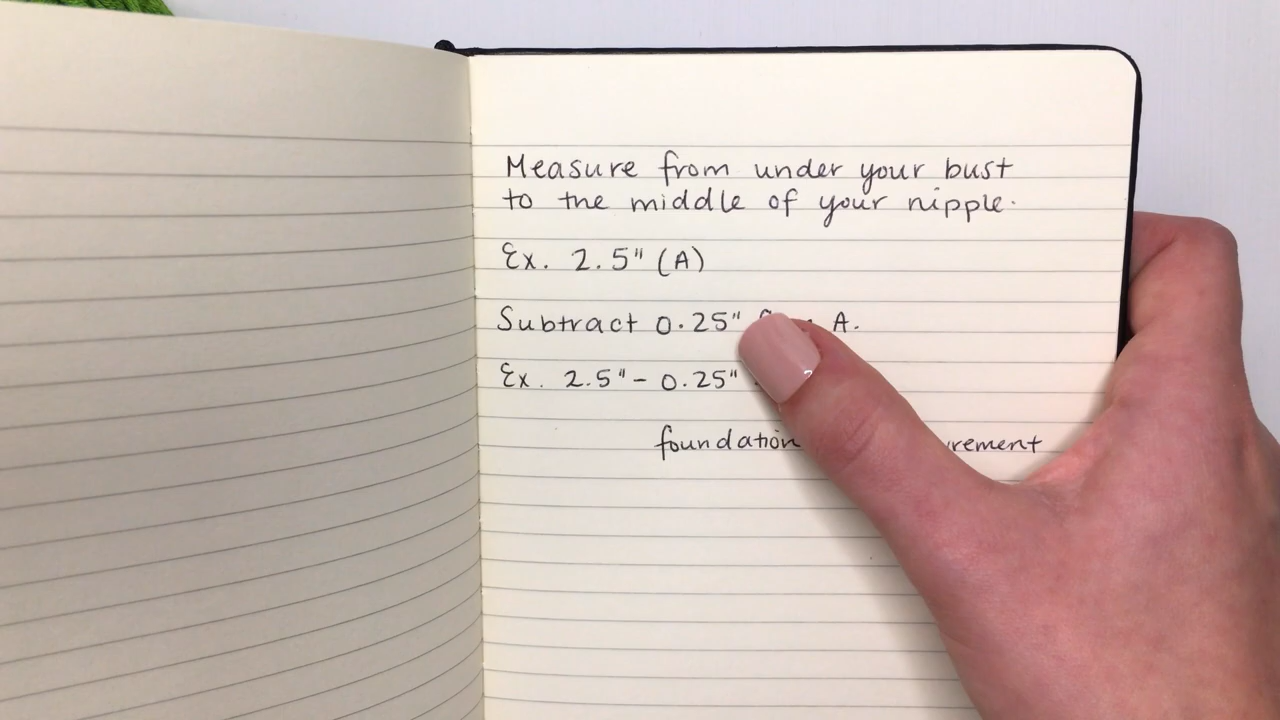 Measure from under your bust
to the middle of your nipple.
Ex. 2.5" (A)
Subtract 0.25" A.
Ex. 2.5" - 0.25"
foundation